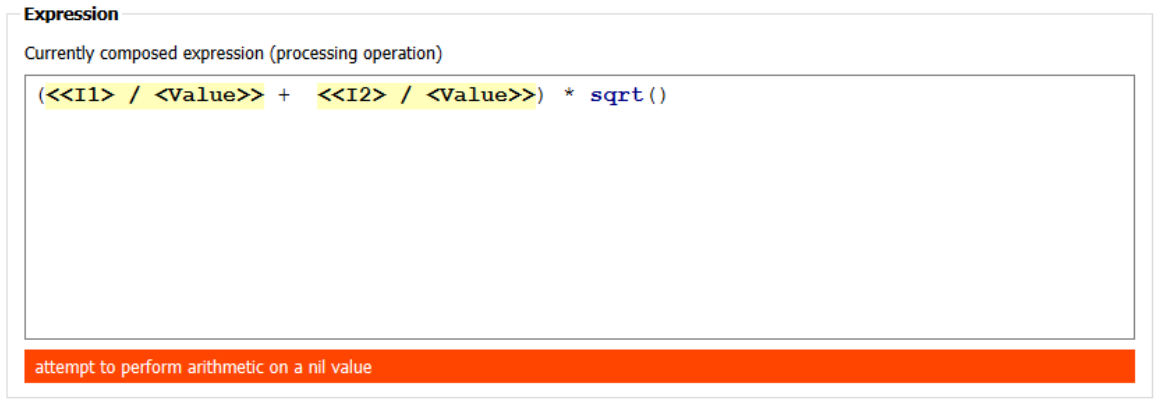 Expression
Currently composed expression (processing operation)
(<<I1> / <Value>> +  <<I2> / <Value>>) * sqrt()
attempt to perform arithmetic on a nil value